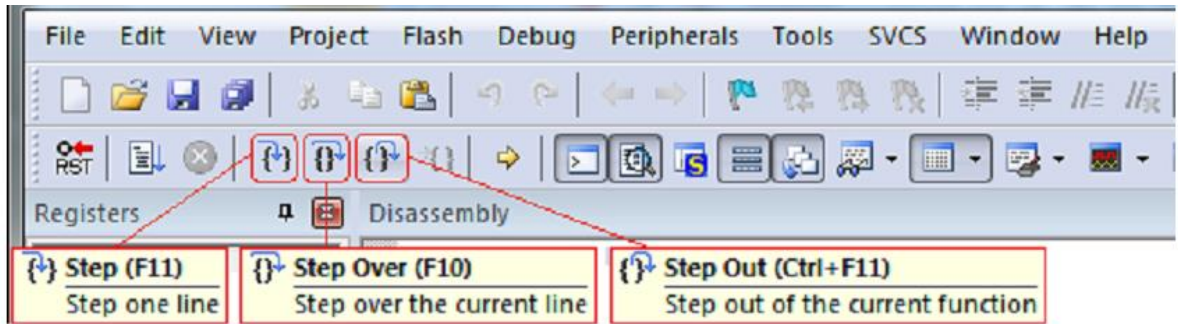 File Edit View Project Flash Debug Peripherals Tools SVCS Window Help
RST
Registers Disassembly
{} Step (F11) {} Step Over (F10) {} Step Out (Ctrl+F11)
Step one line Step over the current line Step out of the current function